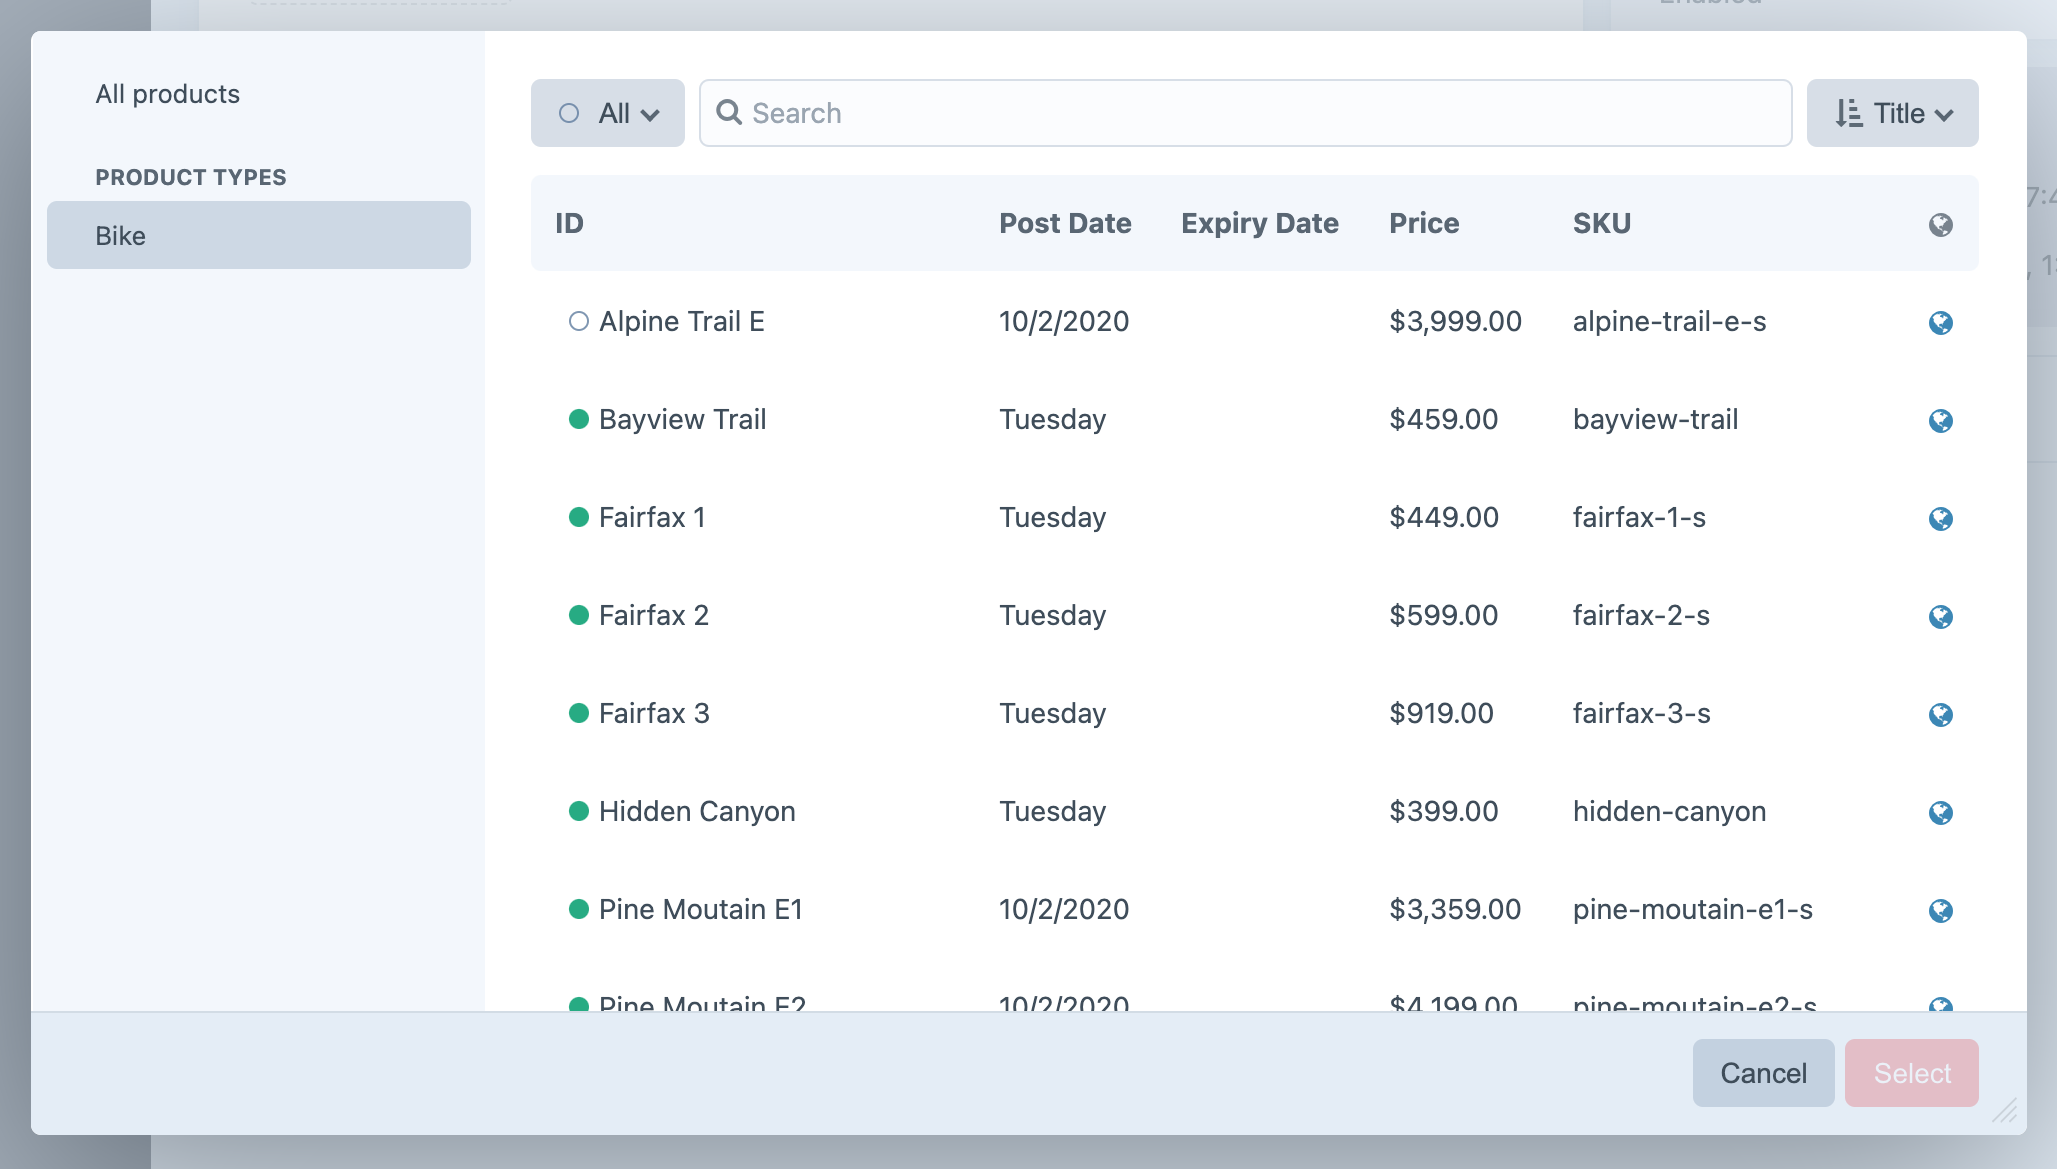 All products
PRODUCT TYPES
Bike
All
Search
Title
ID Post Date Expiry Date Price SKU
Alpine Trail E 10/2/2020 $3,999.00 alpine-trail-e-s
Bayview Trail Tuesday $459.00 bayview-trail
Fairfax 1 Tuesday $449.00 fairfax-1-s
Fairfax 2 Tuesday $599.00 fairfax-2-s
Fairfax 3 Tuesday $919.00 fairfax-3-s
Hidden Canyon Tuesday $399.00 hidden-canyon
Pine Moutain E1 10/2/2020 $3,359.00 pine-moutain-e1-s
Pine Moutain E2 10/2/2020 $4,199.00 pine-moutain-e2-s
Cancel Select